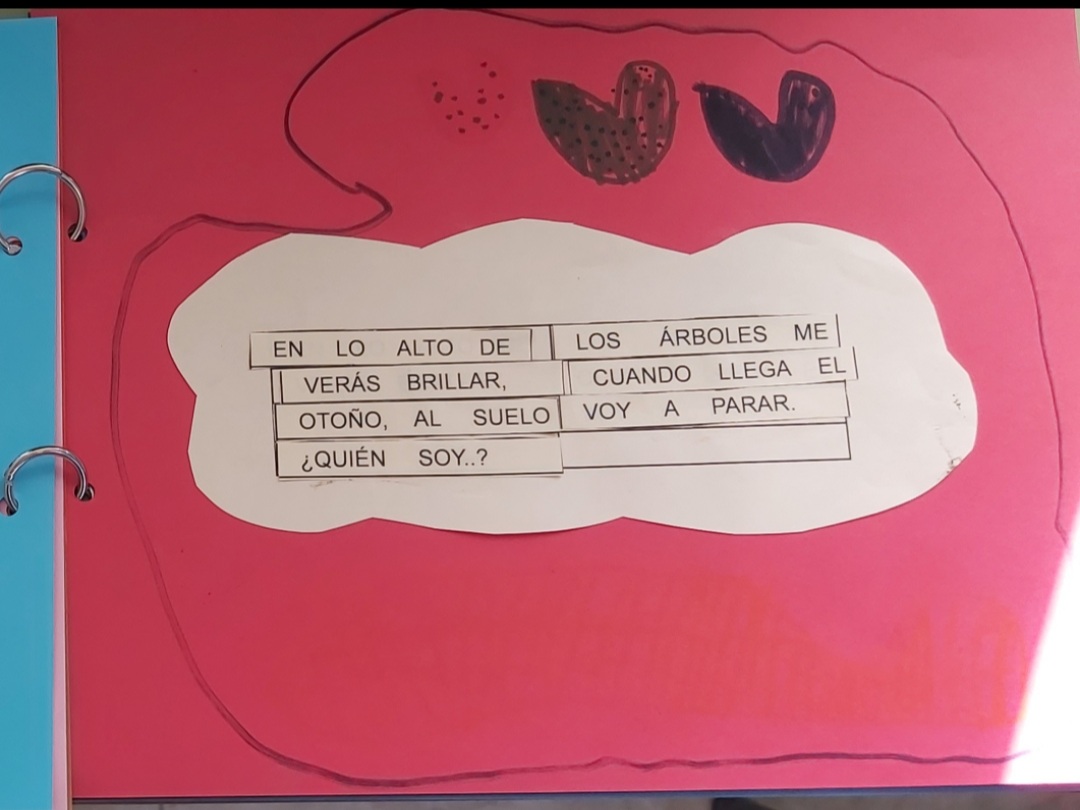 EN LO ALTO DE LOS ÁRBOLES ME
VERÁS BRILLAR, CUANDO LLEGA EL
OTOÑO, AL SUELO VOY A PARAR.
¿QUIÉN SOY..?